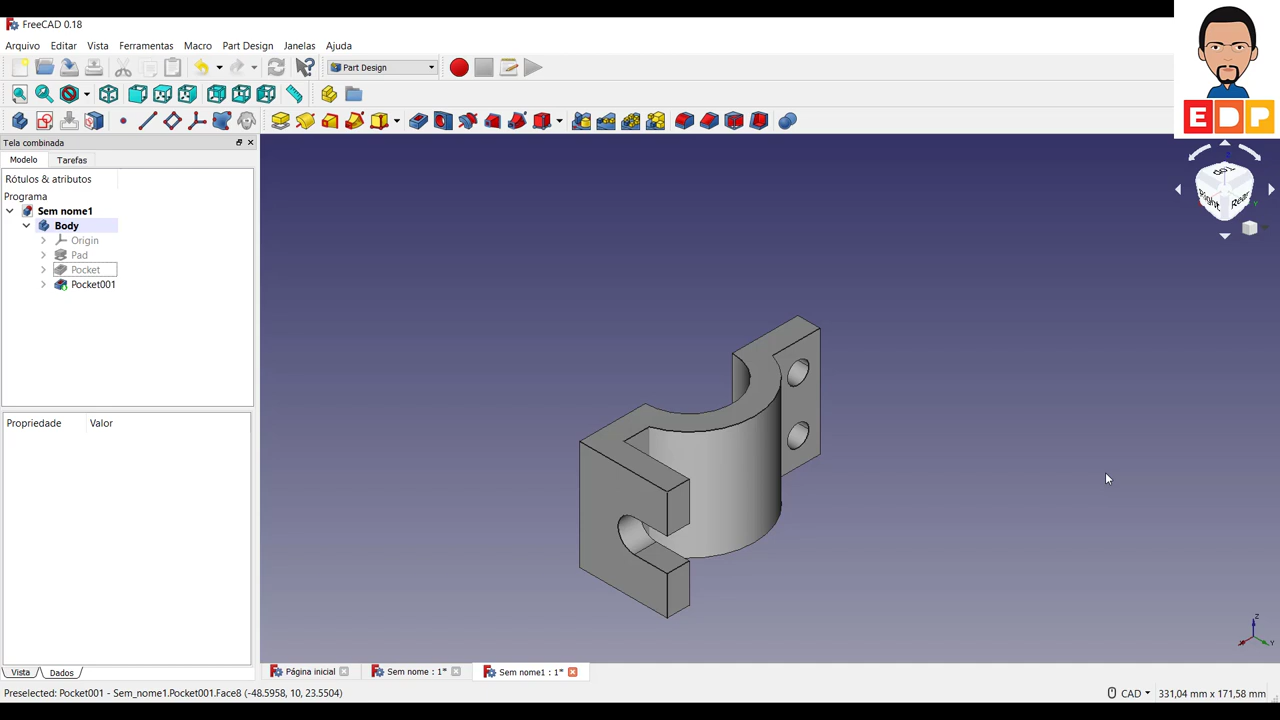 FreeCAD 0.18
Arquivo Editar Vista Ferramentas Macro Part Design Janelas Ajuda
Part Design
EDP
Tela combinada
Modelo Tarefas
Rótulos & atributos
Programa
Sem nome1
Body
Origin
Pad
Pocket
Pocket001
Top
Right Rear
Propriedade Valor
Z
X Y
Vista Dados
Página inicial Sem nome : 1* Sem nome1 : 1*
Preselected: Pocket001 - Sem_nome1.Pocket001.Face8 (-48.5958, 10, 23.5504) CAD 331,04 mm x 171,58 mm